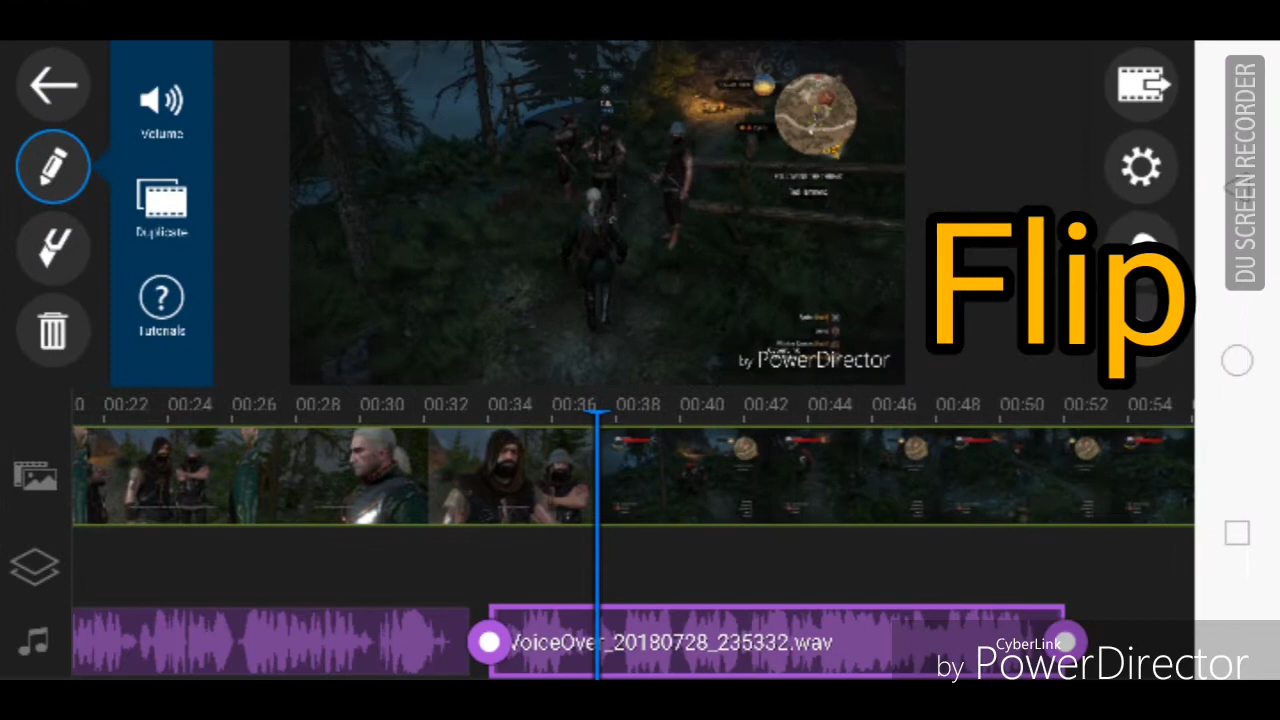 Volume
Duplicate
Tutorials
by PowerDirector
Flip
DU SCREEN RECORDER
0 00:22 00:24 00:26 00:28 00:30 00:32 00:34 00:36 00:38 00:40 00:42 00:44 00:46 00:48 00:50 00:52 00:54
VoiceOver_20180728_235332.wav
CyberLink
by PowerDirector